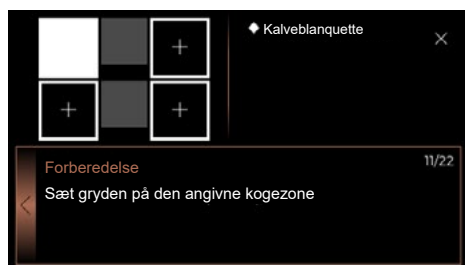 Kalveblanquette
Forberedelse
11/22
Sæt gryden på den angivne kogezone